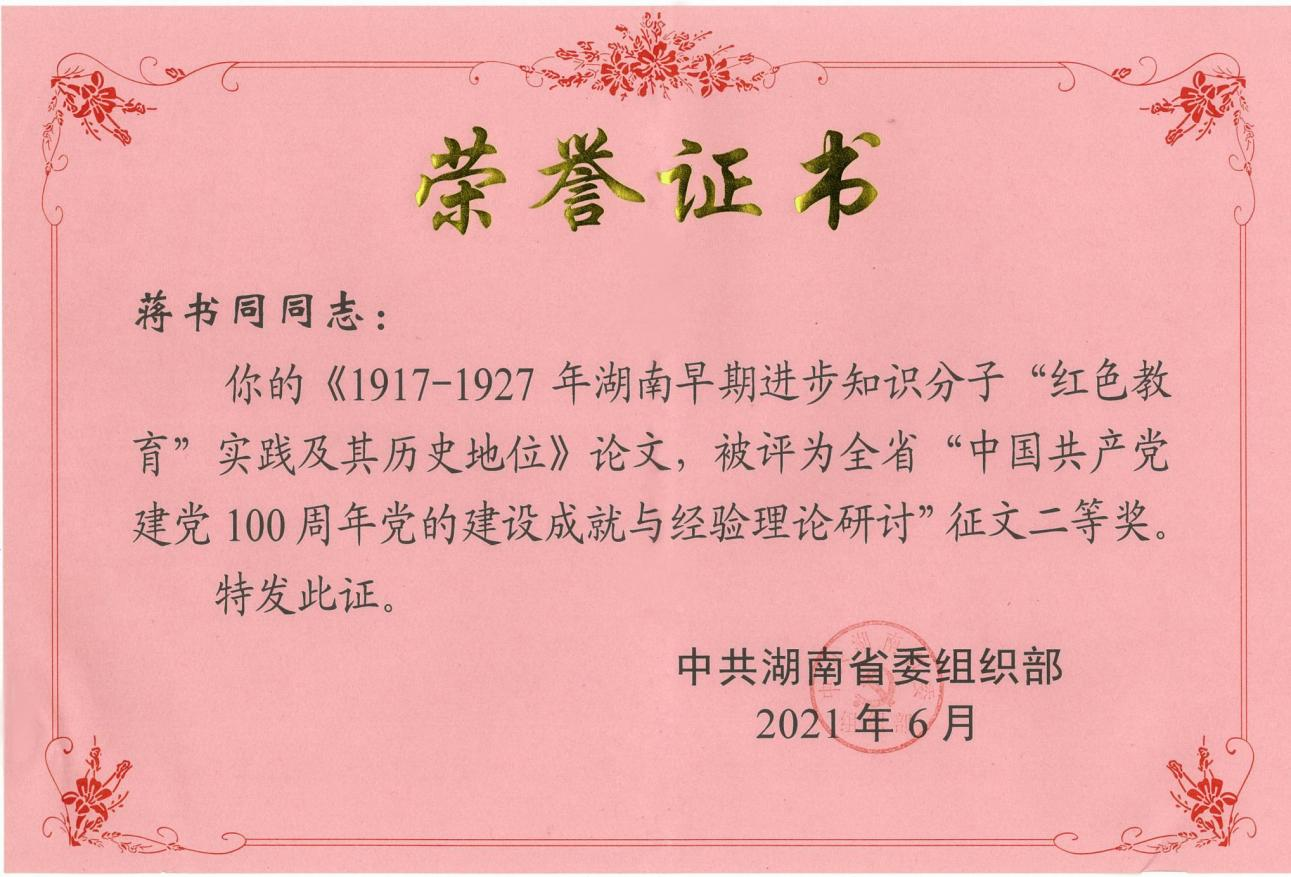 荣誉证书
蒋书同同志：
你的《1917-1927 年湖南早期进步知识分子“红色教
育”实践及其历史地位》论文，被评为全省“中国共产党
建党 100 周年党的建设成就与经验理论研讨”征文二等奖。
特发此证。
中共湖南省委组织部
2021 年 6 月